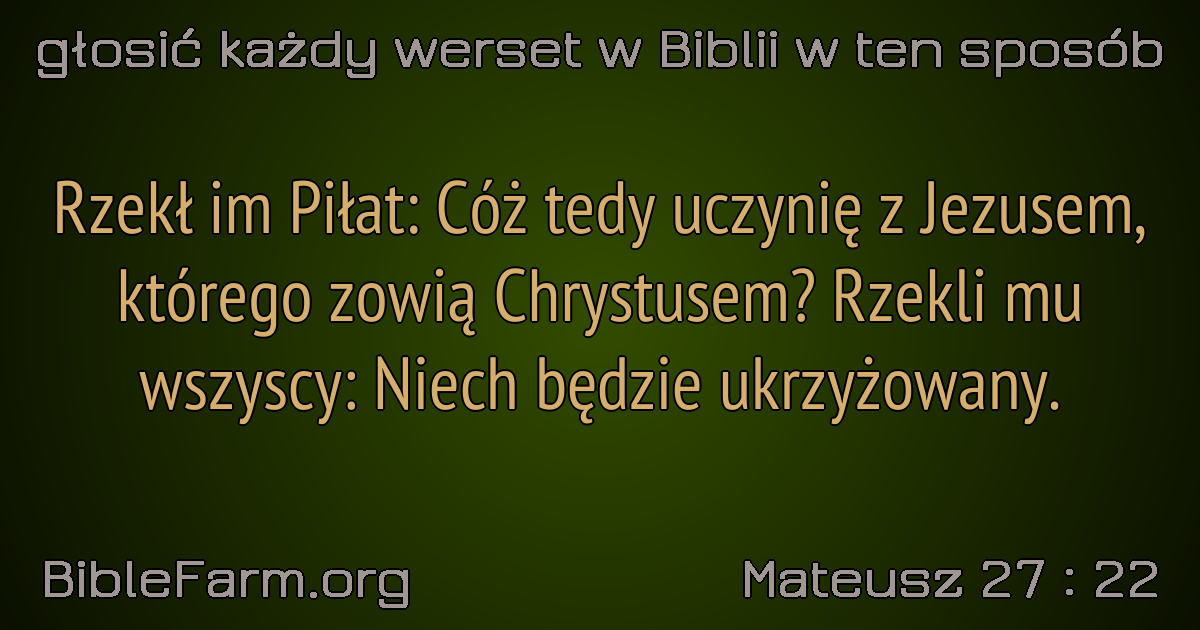 głosić każdy werset w Biblii w ten sposób
Rzekł im Piłat: Cóż tedy uczynię z Jezusem,
którego zowią Chrystusem? Rzekli mu
wszyscy: Niech będzie ukrzyżowany.
BibleFarm.org
Mateusz 27 : 22